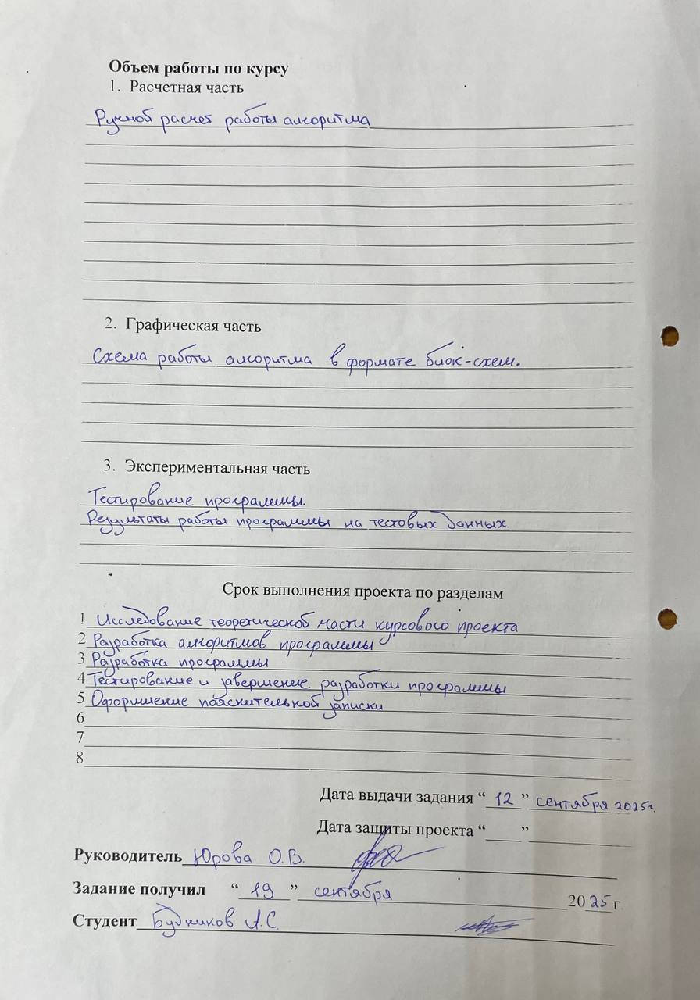 Объем работы по курсу
1. Расчетная часть
Ручной расчет работы алгоритма
2. Графическая часть
Схема работы алгоритма в формате блок-схем.
3. Экспериментальная часть
Тестирование программы.
Результаты работы программы на тестовых данных.
Срок выполнения проекта по разделам
1 Исследование теоретической части курсового проекта
2 Разработка алгоритмов программы
3 Разработка программы
4 Тестирование и завершение разработки программы
5 Оформление пояснительной записки
6
7
8
Дата выдачи задания “ 12 ” сентября 2025г.
Дата защиты проекта “ ”
Руководитель Юрова О.В.
Задание получил “ 19 ” сентября 2025 г.
Студент Будников А.С.